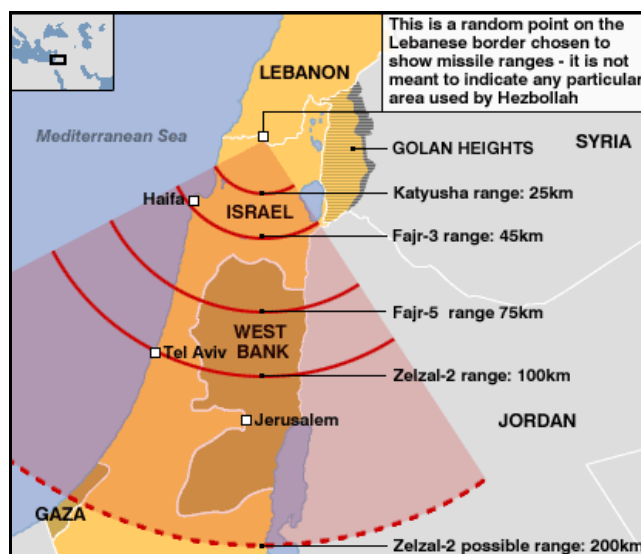 This is a random point on the
Lebanese border chosen to
show missile ranges - it is not
meant to indicate any particular
area used by Hezbollah
LEBANON
Mediterranean Sea
GOLAN HEIGHTS
SYRIA
Haifa
ISRAEL
Katyusha range: 25km
Fajr-3 range: 45km
Fajr-5 range 75km
WEST
BANK
Tel Aviv
Zelzal-2 range: 100km
Jerusalem
JORDAN
GAZA
Zelzal-2 possible range: 200km